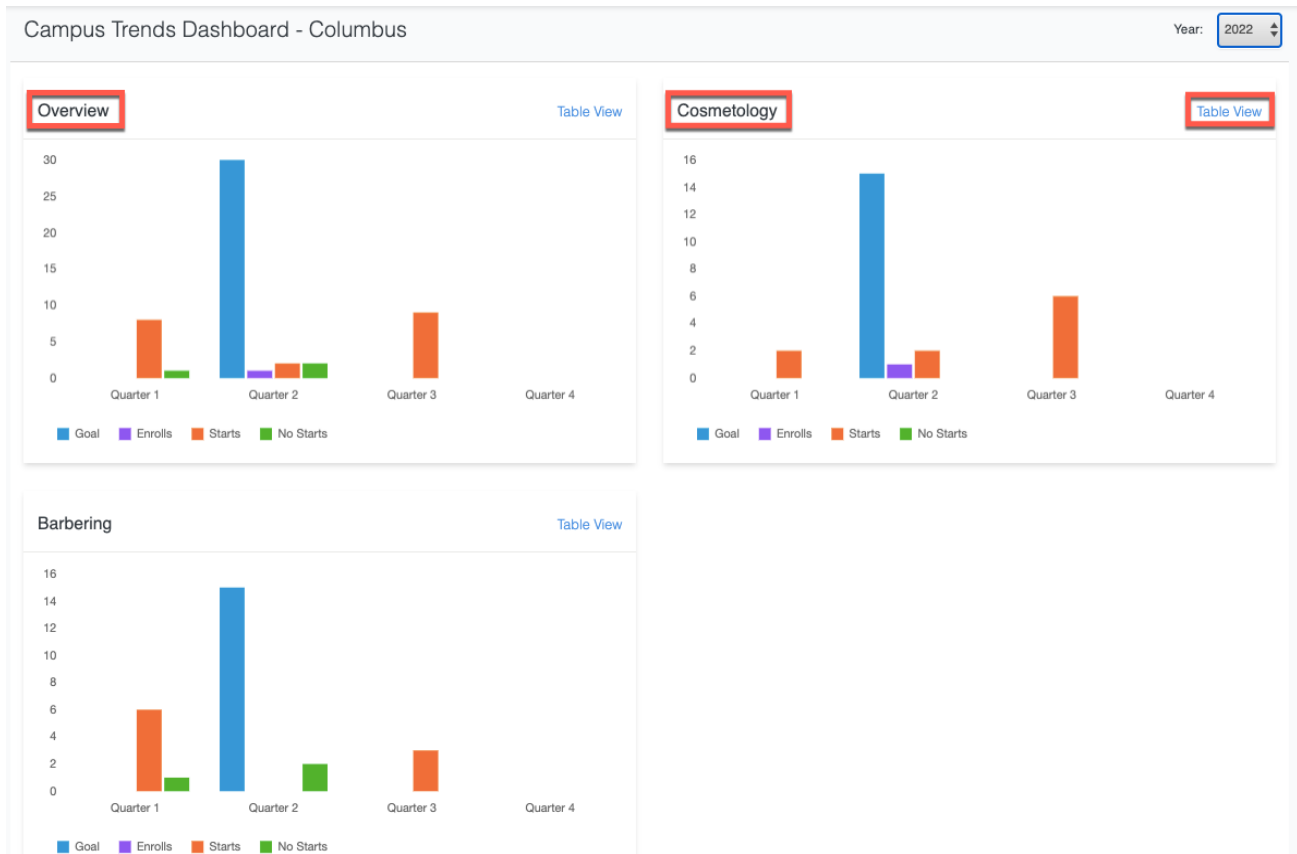 Campus Trends Dashboard - Columbus
Year: 2022
Overview
Table View
30
25
20
15
10
5
0
Quarter 1 Quarter 2 Quarter 3 Quarter 4
Goal Enrolls Starts No Starts
Cosmetology
Table View
16
14
12
10
8
6
4
2
0
Quarter 1 Quarter 2 Quarter 3 Quarter 4
Goal Enrolls Starts No Starts
Barbering
Table View
16
14
12
10
8
6
4
2
0
Quarter 1 Quarter 2 Quarter 3 Quarter 4
Goal Enrolls Starts No Starts